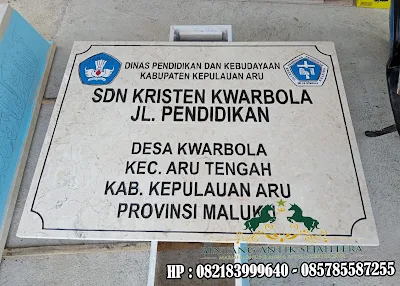 DINAS PENDIDIKAN DAN KEBUDAYAAN
KABUPATEN KEPULAUAN ARU
SDN KRISTEN KWARBOLA
JL. PENDIDIKAN
DESA KWARBOLA
KEC. ARU TENGAH
KAB. KEPULAUAN ARU
PROVINSI MALUK
HP : 082183999640 - 085785587255